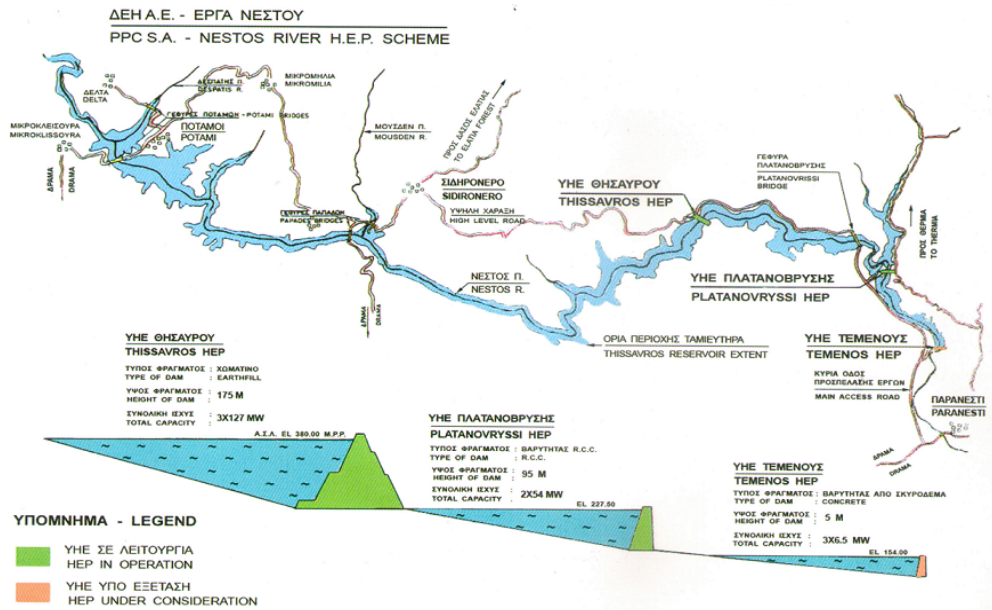 ΔΕΗ Α.Ε. - ΕΡΓΑ ΝΕΣΤΟΥ
PPC S.A. - NESTOS RIVER H.E.P. SCHEME
ΔΕΛΤΑ
DELTA
ΔΕΣΠΑΤΗΣ Π.
DESPATIS R.
ΜΙΚΡΟΜΗΛΙΑ
MIKROMILIA
ΓΕΦΥΡΕΣ ΠΟΤΑΜΩΝ - POTAMI BRIDGES
ΠΟΤΑΜΟΙ
POTAMI
ΜΙΚΡΟΚΛΕΙΣΟΥΡΑ
MIKROKLISSOURA
ΔΡΑΜΑ
DRAMA
ΜΟΥΣΔΕΝ Π.
MOUSDEN R.
ΠΡΟΣ ΔΑΣΟΣ ΕΛΑΤΙΑΣ
TO ELATIA FOREST
ΣΙΔΗΡΟΝΕΡΟ
SIDIRONERO
ΥΨΗΛΗ ΧΑΡΑΞΗ
HIGH LEVEL ROAD
ΓΕΦΥΡΕΣ ΠΑΠΑΔΩΝ
PAPADES BRIDGES
ΔΡΑΜΑ
DRAMA
ΝΕΣΤΟΣ Π.
NESTOS R.
ΥΗΕ ΘΗΣΑΥΡΟΥ
THISSAVROS HEP
ΓΕΦΥΡΑ
ΠΛΑΤΑΝΟΒΡΥΣΗΣ
PLATANOVRISSI
BRIDGE
ΠΡΟΣ ΘΕΡΜΙΑ
TO THERMIA
ΥΗΕ ΠΛΑΤΑΝΟΒΡΥΣΗΣ
PLATANOVRYSSI HEP
ΟΡΙΑ ΠΕΡΙΟΧΗΣ ΤΑΜΙΕΥΤΗΡΑ
THISSAVROS RESERVOIR EXTENT
ΥΗΕ ΤΕΜΕΝΟΥΣ
TEMENOS HEP
ΚΥΡΙΑ ΟΔΟΣ
ΠΡΟΣΠΕΛΑΣΗΣ ΕΡΓΩΝ
MAIN ACCESS ROAD
ΠΑΡΑΝΕΣΤΙ
PARANESTI
ΔΡΑΜΑ
DRAMA
ΥΗΕ ΘΗΣΑΥΡΟΥ
THISSAVROS HEP
ΤΥΠΟΣ ΦΡΑΓΜΑΤΟΣ : ΧΩΜΑΤΙΝΟ
TYPE OF DAM : EARTHFILL
ΥΨΟΣ ΦΡΑΓΜΑΤΟΣ : 175 M
HEIGHT OF DAM :
ΣΥΝΟΛΙΚΗ ΙΣΧΥΣ : 3X127 MW
TOTAL CAPACITY :
Α.Σ.Λ. EL 380.00 Μ.Ρ.Ρ.
ΥΗΕ ΠΛΑΤΑΝΟΒΡΥΣΗΣ
PLATANOVRYSSI HEP
ΤΥΠΟΣ ΦΡΑΓΜΑΤΟΣ : ΒΑΡΥΤΗΤΑΣ R.C.C.
TYPE OF DAM : R.C.C.
ΥΨΟΣ ΦΡΑΓΜΑΤΟΣ : 95 M
HEIGHT OF DAM :
ΣΥΝΟΛΙΚΗ ΙΣΧΥΣ : 2X54 MW
TOTAL CAPACITY :
EL 227.50
ΥΗΕ ΤΕΜΕΝΟΥΣ
TEMENOS HEP
ΤΥΠΟΣ ΦΡΑΓΜΑΤΟΣ : ΒΑΡΥΤΗΤΑΣ ΑΠΟ ΣΚΥΡΟΔΕΜΑ
TYPE OF DAM : CONCRETE
ΥΨΟΣ ΦΡΑΓΜΑΤΟΣ : 5 M
HEIGHT OF DAM :
ΣΥΝΟΛΙΚΗ ΙΣΧΥΣ : 3X6.5 MW
TOTAL CAPACITY :
EL 154.00
ΥΠΟΜΝΗΜΑ - LEGEND
ΥΗΕ ΣΕ ΛΕΙΤΟΥΡΓΙΑ
HEP IN OPERATION
ΥΗΕ ΥΠΟ ΕΞΕΤΑΣΗ
HEP UNDER CONSIDERATION